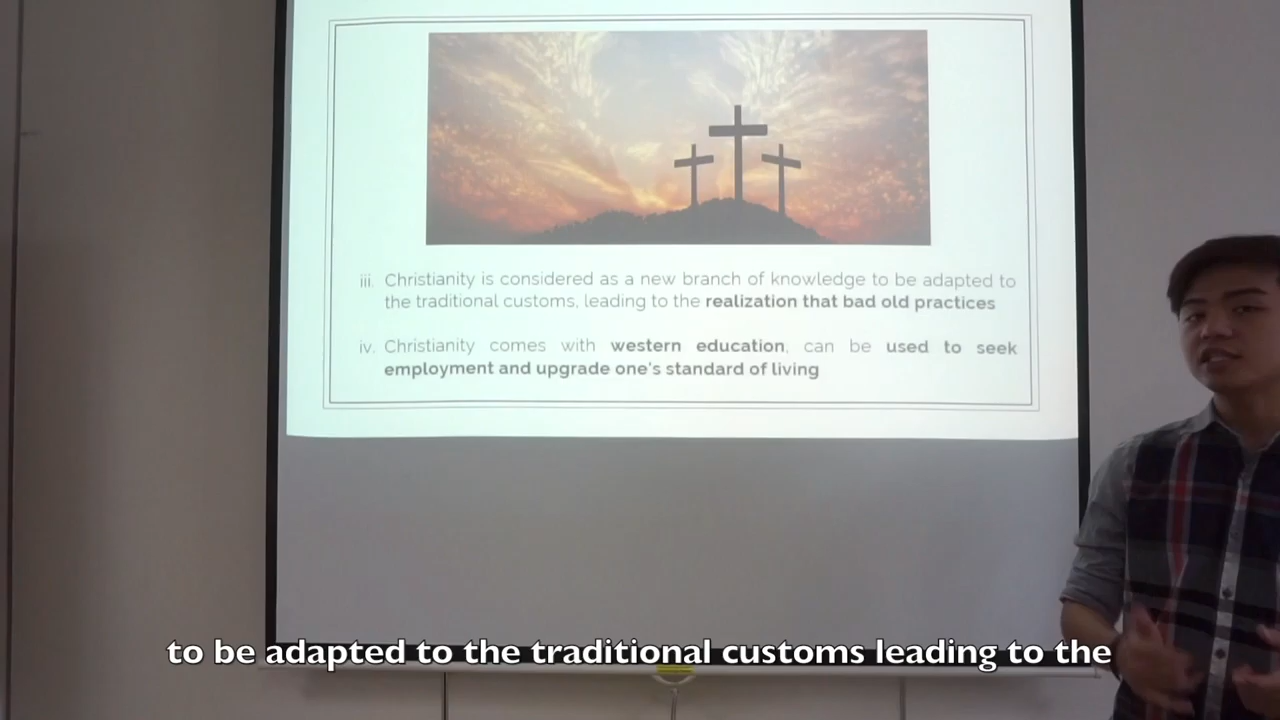 iii. Christianity is considered as a new branch of knowledge to be adapted to
the traditional customs, leading to the realization that bad old practices
iv. Christianity comes with western education, can be used to seek
employment and upgrade one's standard of living
to be adapted to the traditional customs leading to the